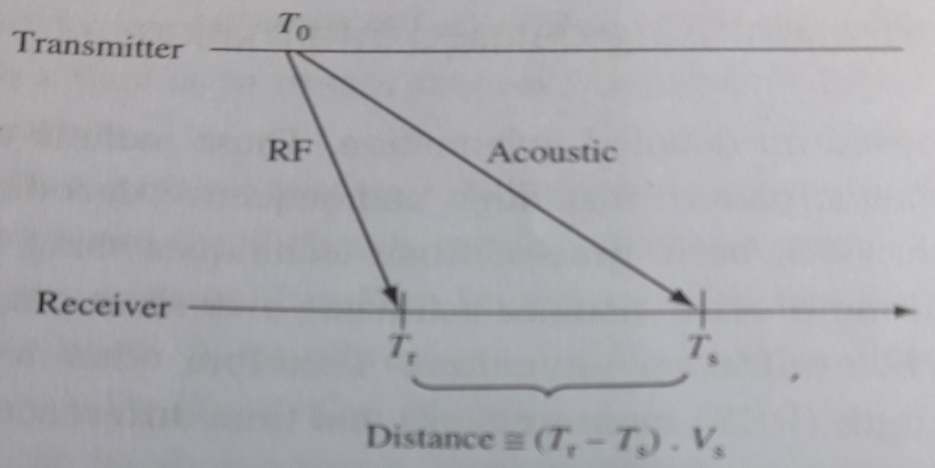 T₀
Transmitter
RF
Acoustic
Receiver
Tᵣ
Tₛ
Distance ≅ (Tᵣ − Tₛ) . Vₛ